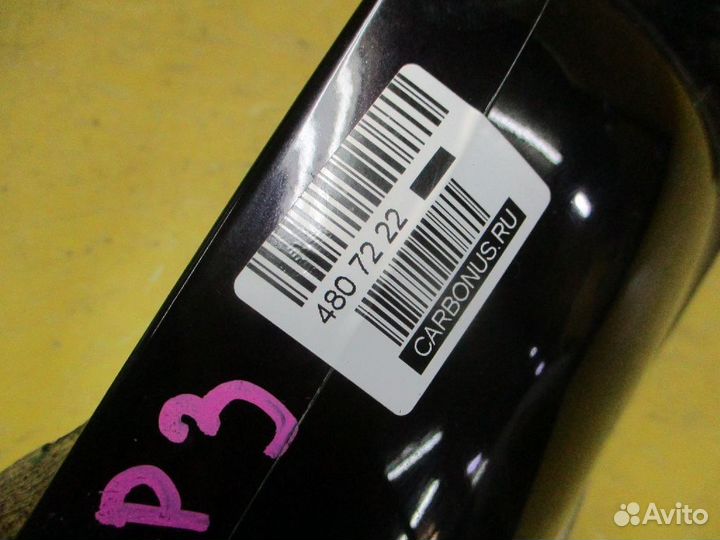 480 72 22
CARBONUS.RU
P3
Avito